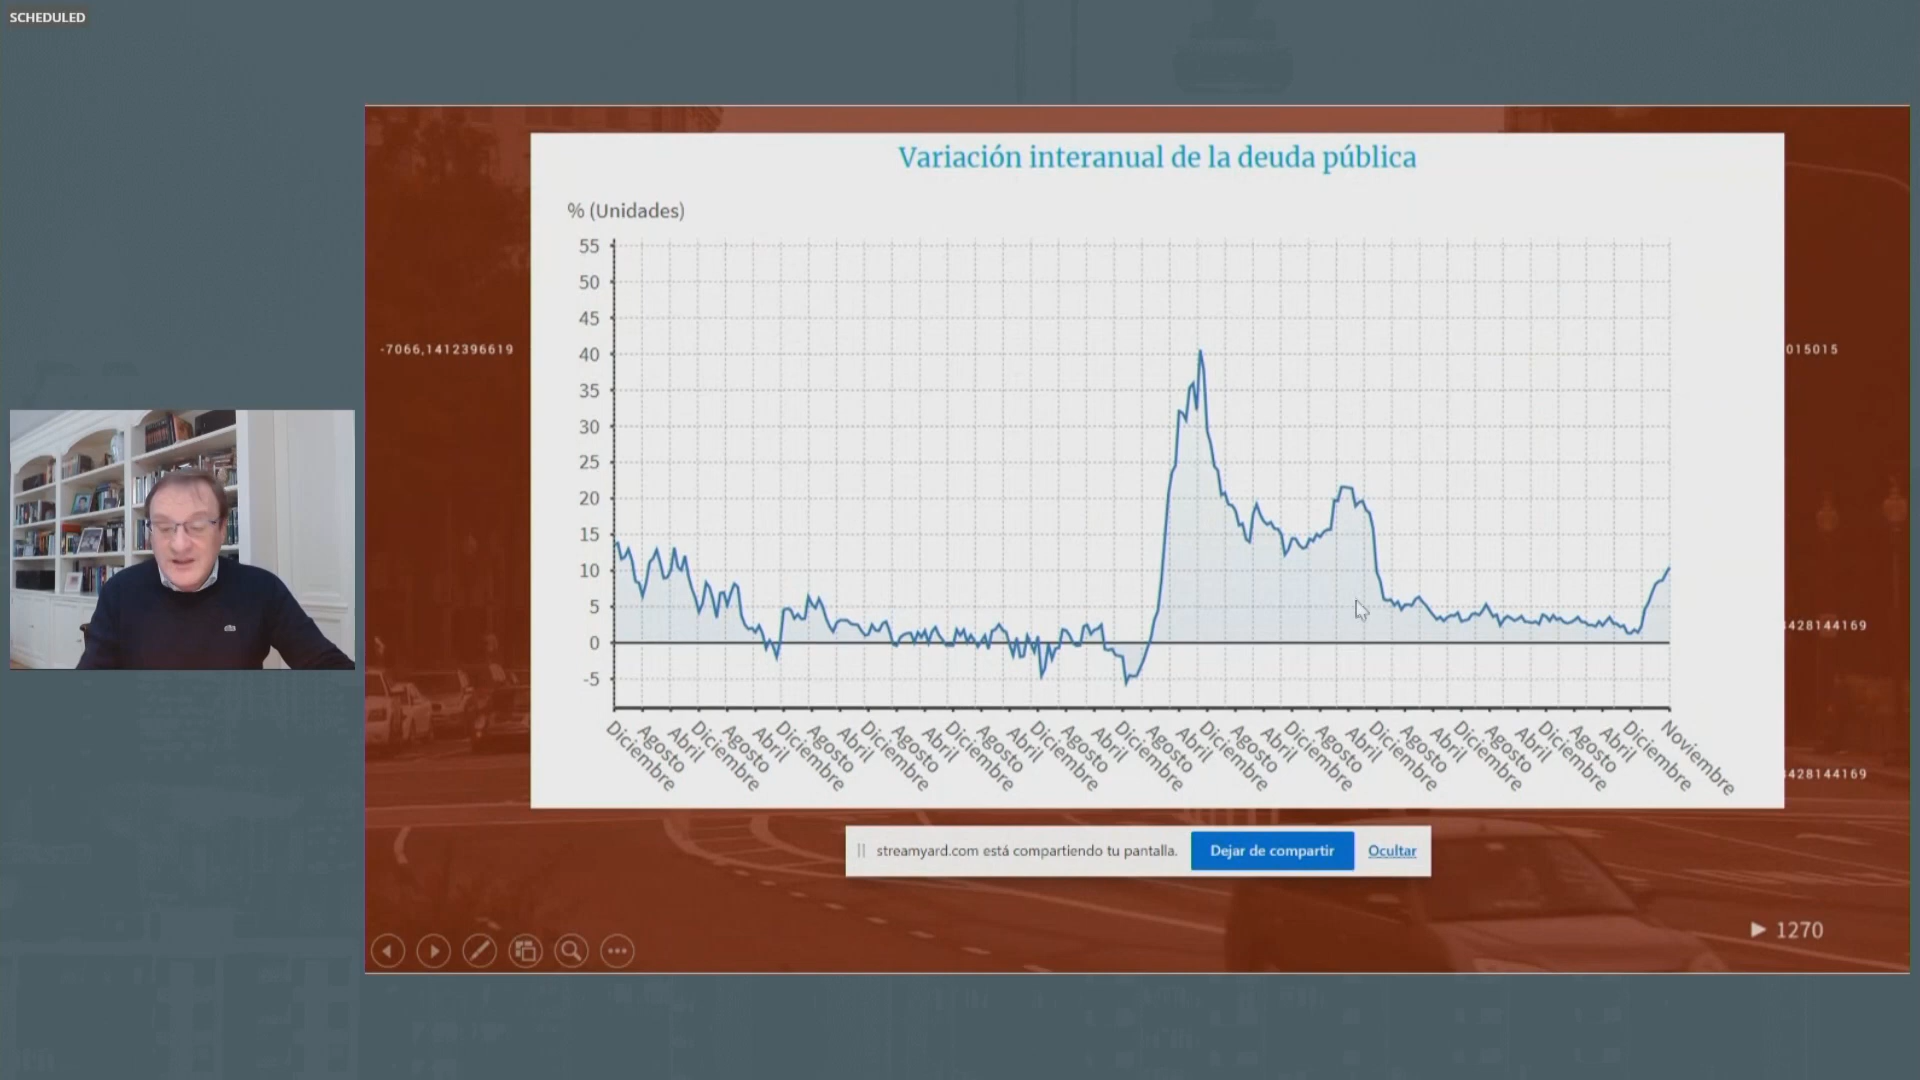 SCHEDULED
Variación interanual de la deuda pública
% (Unidades)
55
50
45
40
35
30
25
20
15
10
5
0
-5
Diciembre
Agosto
Abril
Diciembre
Agosto
Abril
Diciembre
Agosto
Abril
Diciembre
Agosto
Abril
Diciembre
Agosto
Abril
Diciembre
Agosto
Abril
Diciembre
Agosto
Abril
Diciembre
Agosto
Abril
Diciembre
Agosto
Abril
Diciembre
Agosto
Abril
Diciembre
Agosto
Abril
Diciembre
Agosto
Abril
Diciembre
Noviembre
-7066,1412396619
015015
428144169
428144169
streamyard.com está compartiendo tu pantalla.
Dejar de compartir
Ocultar
1270